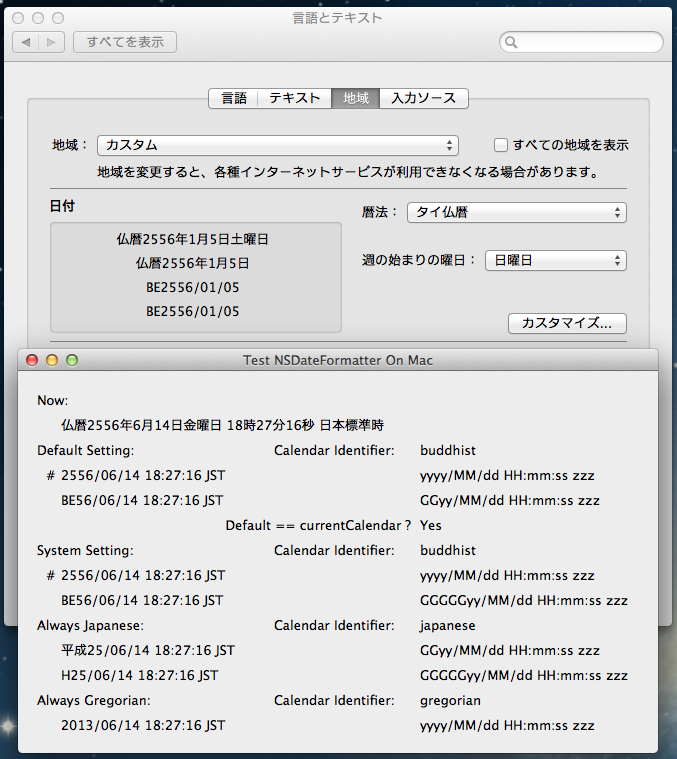 言語とテキスト
すべてを表示
言語 テキスト 地域 入力ソース
地域： カスタム すべての地域を表示
地域を変更すると、各種インターネットサービスが利用できなくなる場合があります。
日付
暦法： タイ仏暦
仏暦2556年1月5日土曜日
仏暦2556年1月5日
週の始まりの曜日： 日曜日
BE2556/01/05
BE2556/01/05
カスタマイズ...
Test NSDateFormatter On Mac
Now:
仏暦2556年6月14日金曜日 18時27分16秒 日本標準時
Default Setting: Calendar Identifier: buddhist
# 2556/06/14 18:27:16 JST yyyy/MM/dd HH:mm:ss zzz
BE56/06/14 18:27:16 JST GGyy/MM/dd HH:mm:ss zzz
Default == currentCalendar ? Yes
System Setting: Calendar Identifier: buddhist
# 2556/06/14 18:27:16 JST yyyy/MM/dd HH:mm:ss zzz
BE56/06/14 18:27:16 JST GGGGGyy/MM/dd HH:mm:ss zzz
Always Japanese: Calendar Identifier: japanese
平成25/06/14 18:27:16 JST GGyy/MM/dd HH:mm:ss zzz
H25/06/14 18:27:16 JST GGGGGyy/MM/dd HH:mm:ss zzz
Always Gregorian: Calendar Identifier: gregorian
2013/06/14 18:27:16 JST yyyy/MM/dd HH:mm:ss zzz